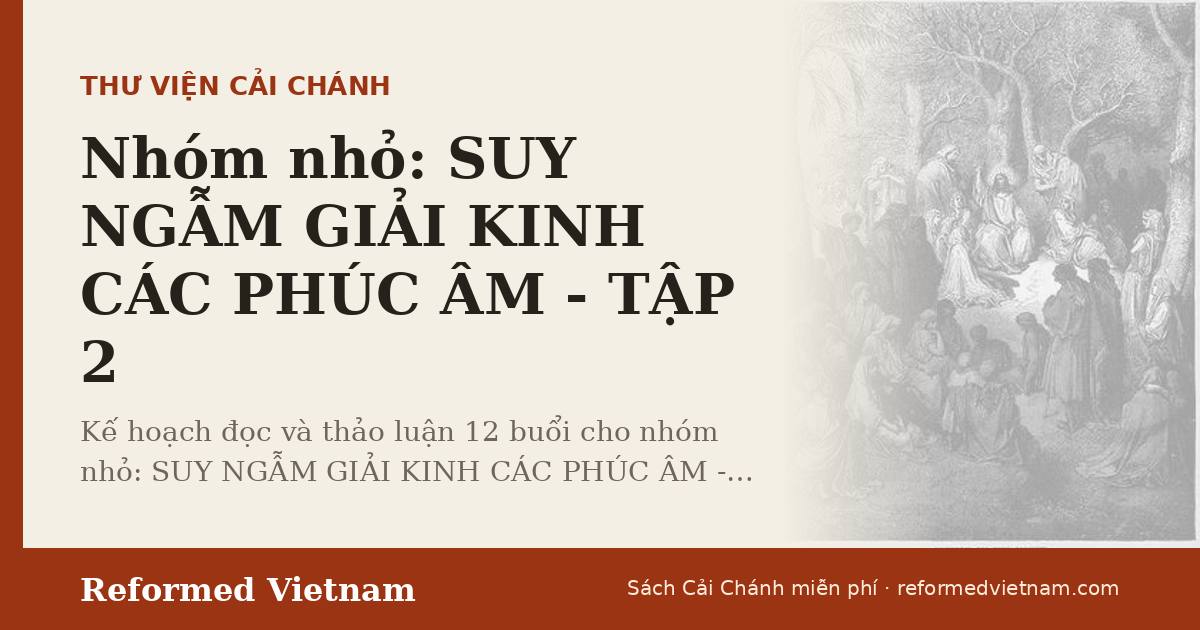 THƯ VIỆN CẢI CHÁNH
Nhóm nhỏ: SUY
NGẪM GIẢI KINH
CÁC PHÚC ÂM - TẬP
2
Kế hoạch đọc và thảo luận 12 buổi cho nhóm
nhỏ: SUY NGẪM GIẢI KINH CÁC PHÚC ÂM -...
Reformed Vietnam
Sách Cải Chánh miễn phí · reformedvietnam.com